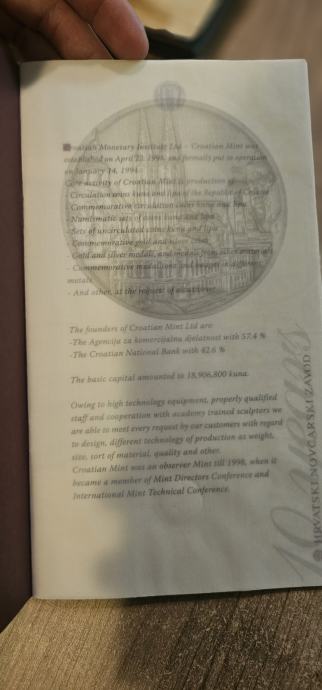 Croatian Monetary Institute Ltd - Croatian Mint was
established on April 22, 1993, and formally put to operation
on January 14, 1994.
Core activity of Croatian Mint is production of
- Circulation coins kuna and lipa of the Republic of Croatia
- Commemorative circulation coins kuna and lipa
- Numismatic sets of coins kuna and lipa
- Sets of uncirculated coins kuna and lipa
- Commemorative gold and silver coins
- Gold and silver medals, and medals from other materials
- Commemorative medallions and of different
metals
- And other, at the request of
The founders of Croatian Mint Ltd are
-The Agencija za komercijalnu djelatnost with 57.4 %
-The Croatian National Bank with 42.6 %
The basic capital amounted to 18,906,800 kuna.
Owing to high technology equipment, properly qualified
staff and cooperation with academy trained sculptors we
are able to meet every request by our customers with regard
to design, different technology of production as weight,
size, sort of material, quality and other.
Croatian Mint was an observer Mint till 1998, when it
became a member of Mint Directors Conference and
International Mint Technical Conference.
HRVATSKI NOVČARSKI ZAVOD